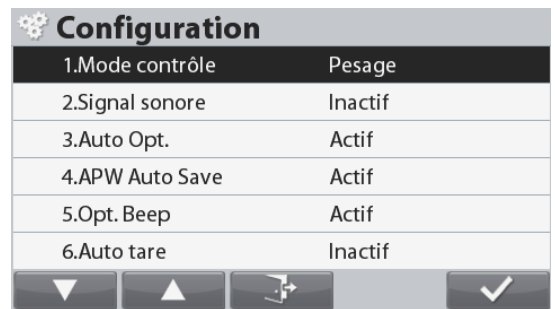 Configuration
1.Mode contrôle Pesage
2.Signal sonore Inactif
3.Auto Opt. Actif
4.APW Auto Save Actif
5.Opt. Beep Actif
6.Auto tare Inactif